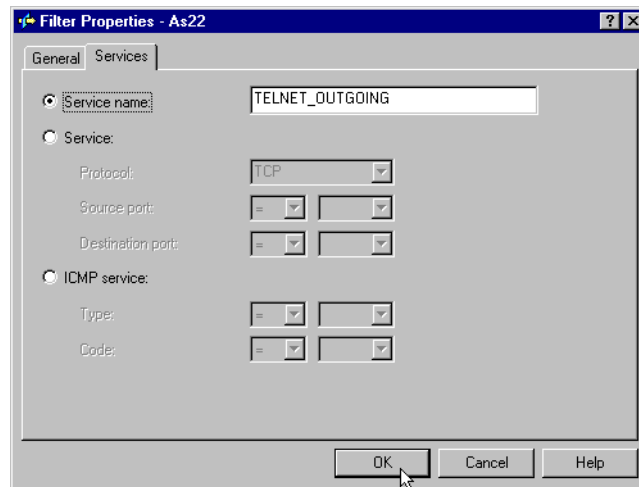 Filter Properties - As22
General Services
Service name: TELNET_OUTGOING
Service:
Protocol: TCP
Source port: =
Destination port: =
ICMP service:
Type: =
Code: =
OK Cancel Help